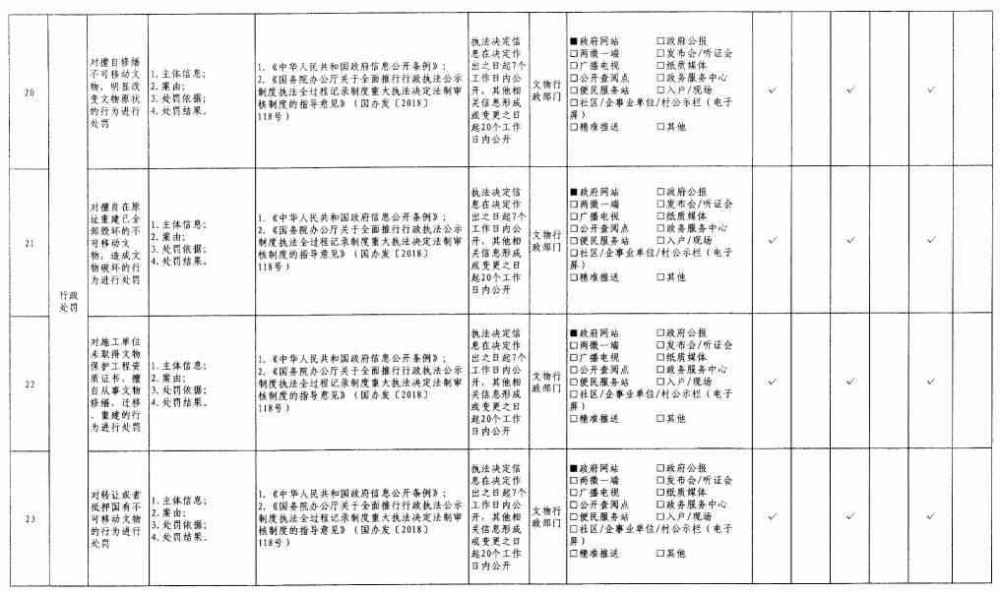 20
行政
处罚
对擅自修缮
不可移动文
物，明显改
变文物原状
的行为进行
处罚
1. 主体信息；
2. 案由；
3. 处罚依据；
4. 处罚结果。
1. 《中华人民共和国政府信息公开条例》；
2. 《国务院办公厅关于全面推行行政执法公示
制度执法全过程记录制度重大执法决定法制审
核制度的指导意见》（国办发〔2018〕
118号）
执法决定信
息在决定作
出之日起7个
工作日内公
开，其他相
关信息形成
或变更之日
起20个工作
日内公开
文物行
政部门
■政府网站 □政府公报
□两微一端 □发布会/听证会
□广播电视 □纸质媒体
□公开查阅点 □政务服务中心
□便民服务站 □入户/现场
□社区/企事业单位/村公示栏（电子
屏）
□精准推送 □其他
✓ ✓ ✓
21
对擅自在原
址重建已全
部毁坏的不
可移动文
物，造成文
物破坏的行
为进行处罚
1. 主体信息；
2. 案由；
3. 处罚依据；
4. 处罚结果。
1. 《中华人民共和国政府信息公开条例》；
2. 《国务院办公厅关于全面推行行政执法公示
制度执法全过程记录制度重大执法决定法制审
核制度的指导意见》（国办发〔2018〕
118号）
执法决定信
息在决定作
出之日起7个
工作日内公
开，其他相
关信息形成
或变更之日
起20个工作
日内公开
文物行
政部门
■政府网站 □政府公报
□两微一端 □发布会/听证会
□广播电视 □纸质媒体
□公开查阅点 □政务服务中心
□便民服务站 □入户/现场
□社区/企事业单位/村公示栏（电子
屏）
□精准推送 □其他
✓ ✓ ✓
22
对施工单位
未取得文物
保护工程资
质证书，擅
自从事文物
修缮、迁移
、重建的行
为进行处罚
1. 主体信息；
2. 案由；
3. 处罚依据；
4. 处罚结果。
1. 《中华人民共和国政府信息公开条例》；
2. 《国务院办公厅关于全面推行行政执法公示
制度执法全过程记录制度重大执法决定法制审
核制度的指导意见》（国办发〔2018〕
118号）
执法决定信
息在决定作
出之日起7个
工作日内公
开，其他相
关信息形成
或变更之日
起20个工作
日内公开
文物行
政部门
■政府网站 □政府公报
□两微一端 □发布会/听证会
□广播电视 □纸质媒体
□公开查阅点 □政务服务中心
□便民服务站 □入户/现场
□社区/企事业单位/村公示栏（电子
屏）
□精准推送 □其他
✓ ✓ ✓
23
对转让或者
抵押国有不
可移动文物
的行为进行
处罚
1. 主体信息；
2. 案由；
3. 处罚依据；
4. 处罚结果。
1. 《中华人民共和国政府信息公开条例》；
2. 《国务院办公厅关于全面推行行政执法公示
制度执法全过程记录制度重大执法决定法制审
核制度的指导意见》（国办发〔2018〕
118号）
执法决定信
息在决定作
出之日起7个
工作日内公
开，其他相
关信息形成
或变更之日
起20个工作
日内公开
文物行
政部门
■政府网站 □政府公报
□两微一端 □发布会/听证会
□广播电视 □纸质媒体
□公开查阅点 □政务服务中心
□便民服务站 □入户/现场
□社区/企事业单位/村公示栏（电子
屏）
□精准推送 □其他
✓ ✓ ✓